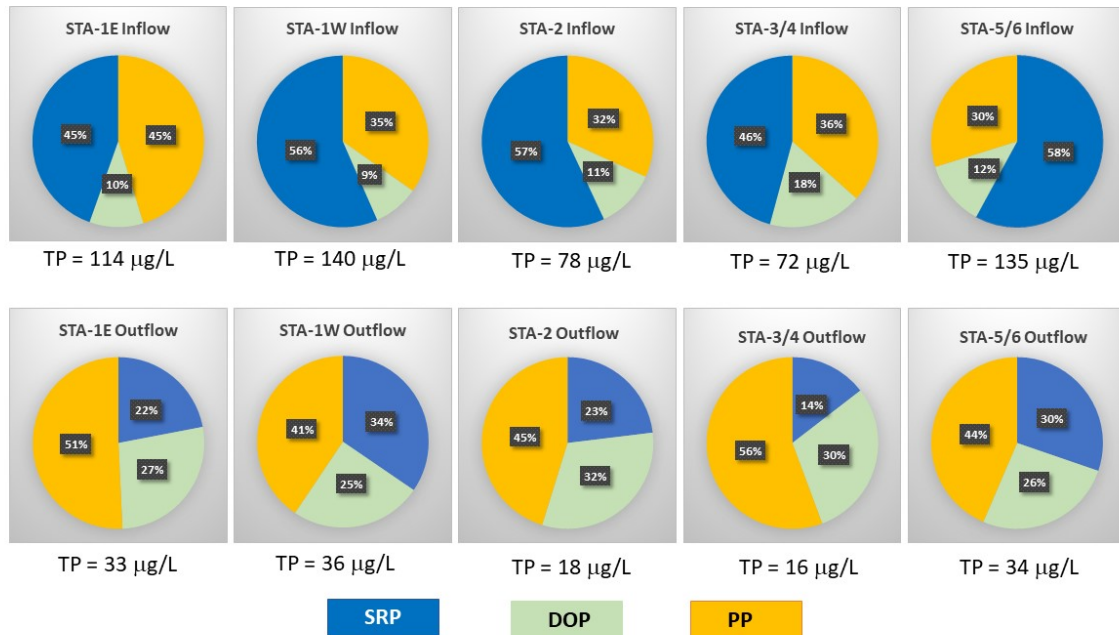 STA-1E Inflow
45%
45%
10%
TP = 114 µg/L
STA-1W Inflow
35%
56%
9%
TP = 140 µg/L
STA-2 Inflow
32%
57%
11%
TP = 78 µg/L
STA-3/4 Inflow
46%
36%
18%
TP = 72 µg/L
STA-5/6 Inflow
30%
58%
12%
TP = 135 µg/L
STA-1E Outflow
22%
51%
27%
TP = 33 µg/L
STA-1W Outflow
41%
34%
25%
TP = 36 µg/L
STA-2 Outflow
23%
45%
32%
TP = 18 µg/L
STA-3/4 Outflow
14%
56%
30%
TP = 16 µg/L
STA-5/6 Outflow
30%
44%
26%
TP = 34 µg/L
SRP
DOP
PP